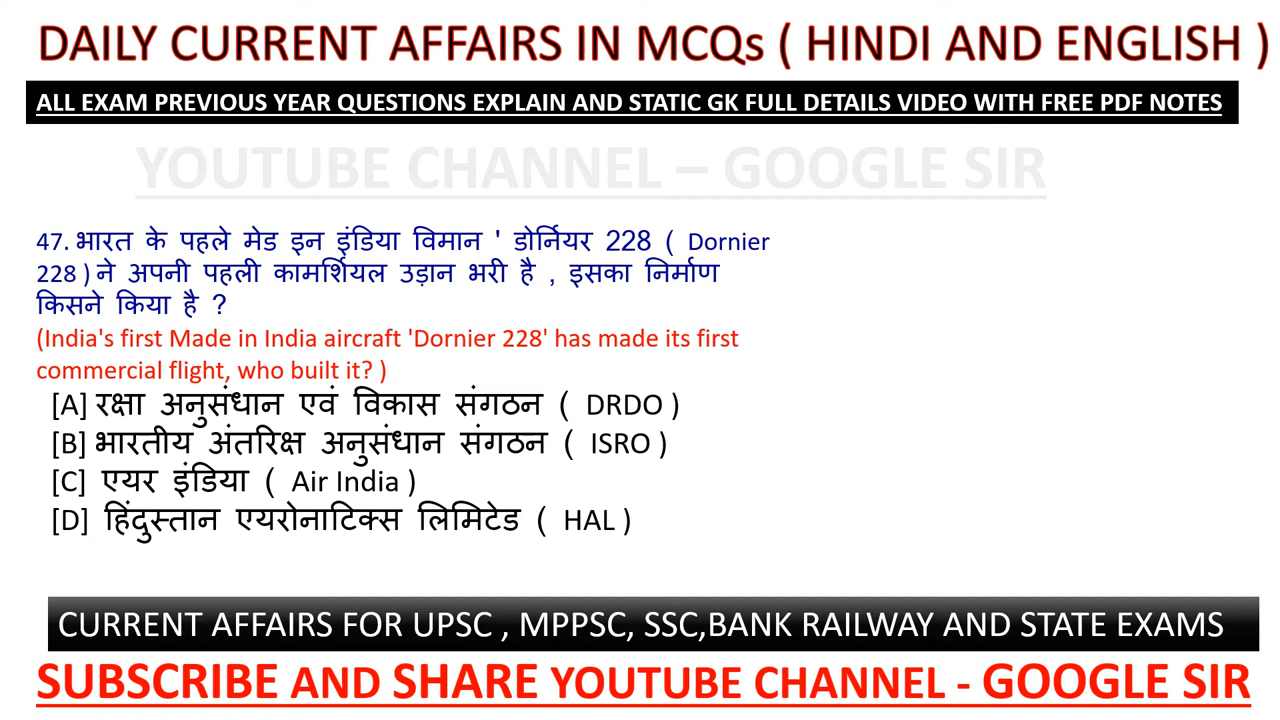 DAILY CURRENT AFFAIRS IN MCQs ( HINDI AND ENGLISH )
ALL EXAM PREVIOUS YEAR QUESTIONS EXPLAIN AND STATIC GK FULL DETAILS VIDEO WITH FREE PDF NOTES
YOUTUBE CHANNEL – GOOGLE SIR
47. भारत के पहले मेड इन इंडिया विमान ' डोर्नियर 228 ( Dornier
228 ) ने अपनी पहली कामर्शियल उड़ान भरी है , इसका निर्माण
किसने किया है ?
(India's first Made in India aircraft 'Dornier 228' has made its first
commercial flight, who built it? )
[A] रक्षा अनुसंधान एवं विकास संगठन ( DRDO )
[B] भारतीय अंतरिक्ष अनुसंधान संगठन ( ISRO )
[C] एयर इंडिया ( Air India )
[D] हिंदुस्तान एयरोनाटिक्स लिमिटेड ( HAL )
CURRENT AFFAIRS FOR UPSC , MPPSC, SSC,BANK RAILWAY AND STATE EXAMS
SUBSCRIBE AND SHARE YOUTUBE CHANNEL - GOOGLE SIR